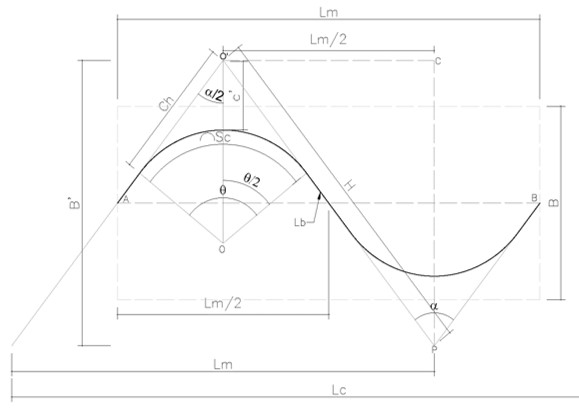 Lm
Lm/2
O'
C
Ch
α/2
c'
Sc
H
θ/2
θ
A
B
B'
B
Lb
O
Lm/2
α
P
Lm
Lc